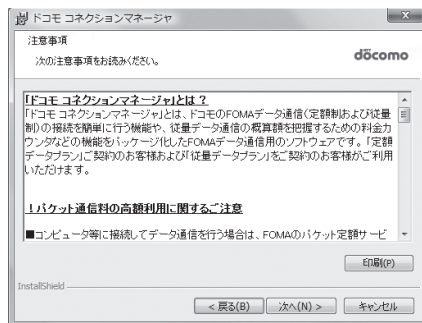 ドコモ コネクションマネージャ
注意事項
次の注意事項をお読みください。
döcomo
「ドコモ コネクションマネージャ」とは?
「ドコモ コネクションマネージャ」とは、ドコモのFOMAデータ通信(定額制および従量
制)の接続を簡単に行う機能や、従量データ通信の概算額を把握するための料金カ
ウンタなどの機能をパッケージ化したFOMAデータ通信用のソフトウェアです。「定額
データプラン」ご契約のお客様および「従量データプラン」をご契約のお客様がご利用
いただけます。
!パケット通信料の高額利用に関するご注意
■コンピュータ等に接続してデータ通信を行う場合は、FOMAのパケット定額サービ
印刷(P)
InstallShield
< 戻る(B)
次へ(N) >
キャンセル